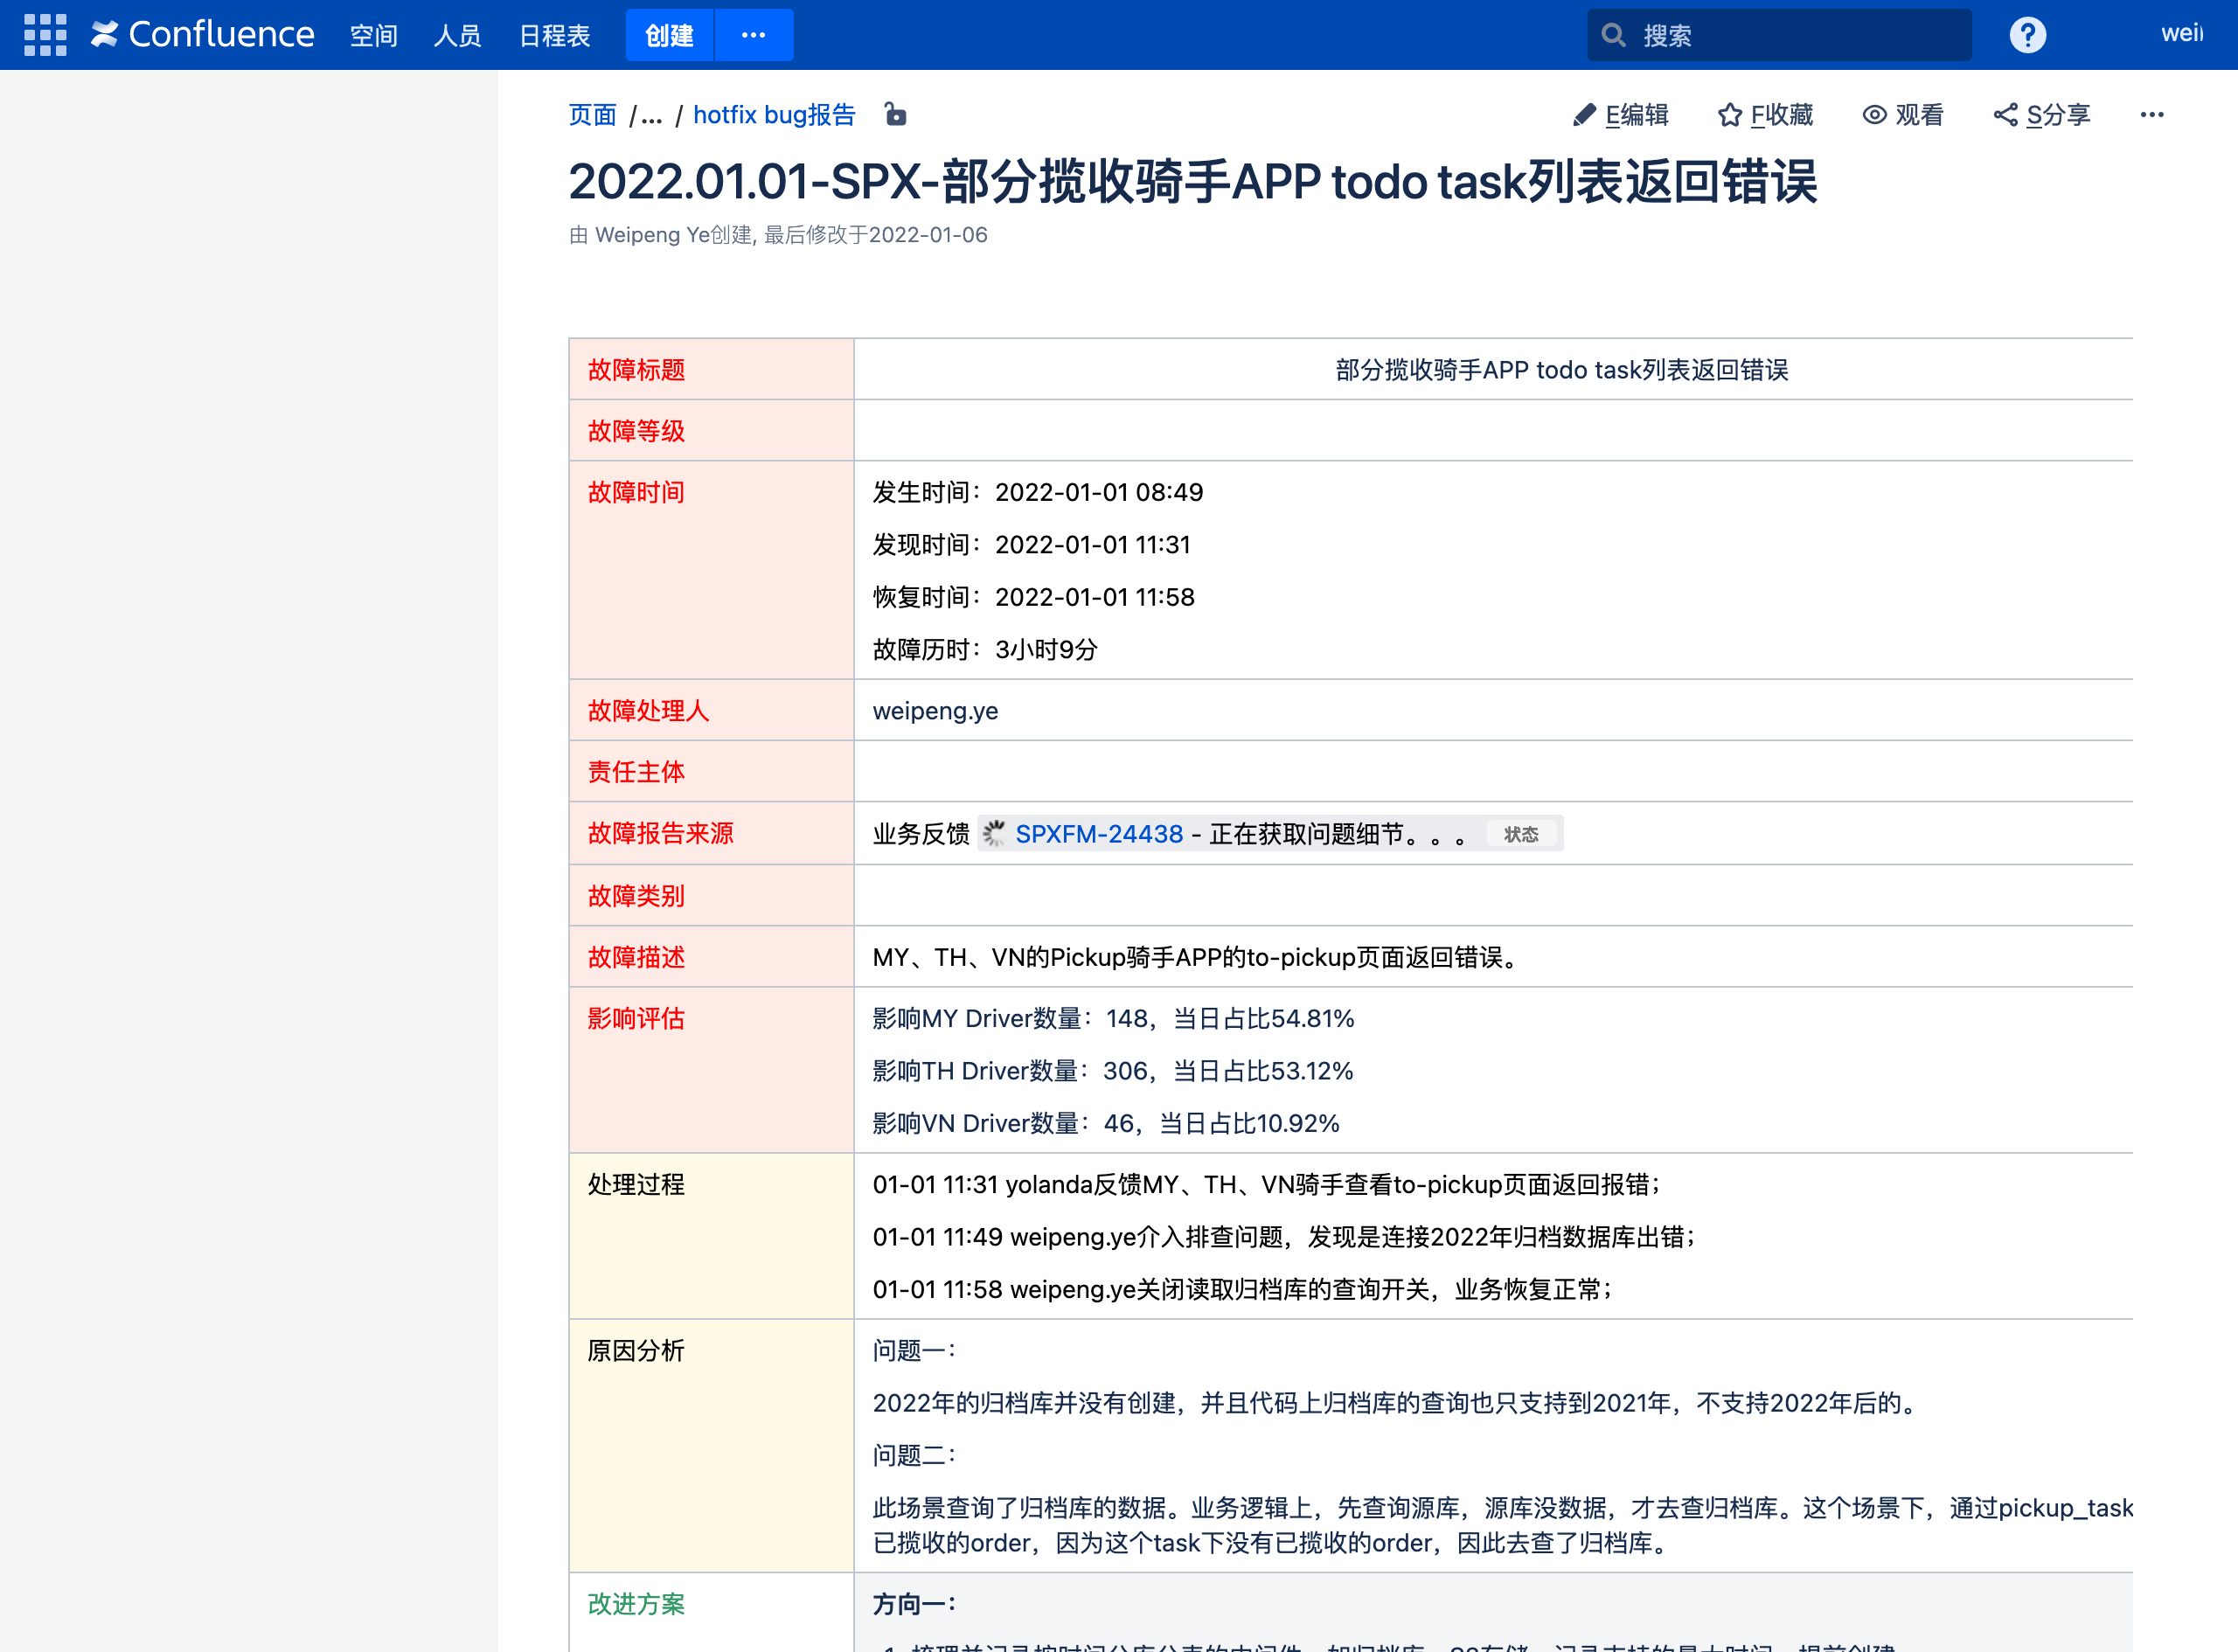 Confluence 空间 人员 日程表 创建 ••• 搜索 ? wei
页面 /... / hotfix bug报告 E编辑 F收藏 观看 S分享 •••
2022.01.01-SPX-部分揽收骑手APP todo task列表返回错误
由 Weipeng Ye创建, 最后修改于2022-01-06
故障标题 部分揽收骑手APP todo task列表返回错误
故障等级
故障时间 发生时间：2022-01-01 08:49
发现时间：2022-01-01 11:31
恢复时间：2022-01-01 11:58
故障历时：3小时9分
故障处理人 weipeng.ye
责任主体
故障报告来源 业务反馈 SPXFM-24438 - 正在获取问题细节。。。 状态
故障类别
故障描述 MY、TH、VN的Pickup骑手APP的to-pickup页面返回错误。
影响评估 影响MY Driver数量：148，当日占比54.81%
影响TH Driver数量：306，当日占比53.12%
影响VN Driver数量：46，当日占比10.92%
处理过程 01-01 11:31 yolanda反馈MY、TH、VN骑手查看to-pickup页面返回报错；
01-01 11:49 weipeng.ye介入排查问题，发现是连接2022年归档数据库出错；
01-01 11:58 weipeng.ye关闭读取归档库的查询开关，业务恢复正常；
原因分析 问题一：
2022年的归档库并没有创建，并且代码上归档库的查询也只支持到2021年，不支持2022年后的。
问题二：
此场景查询了归档库的数据。业务逻辑上，先查询源库，源库没数据，才去查归档库。这个场景下，通过pickup_task
已揽收的order，因为这个task下没有已揽收的order，因此去查了归档库。
改进方案 方向一：